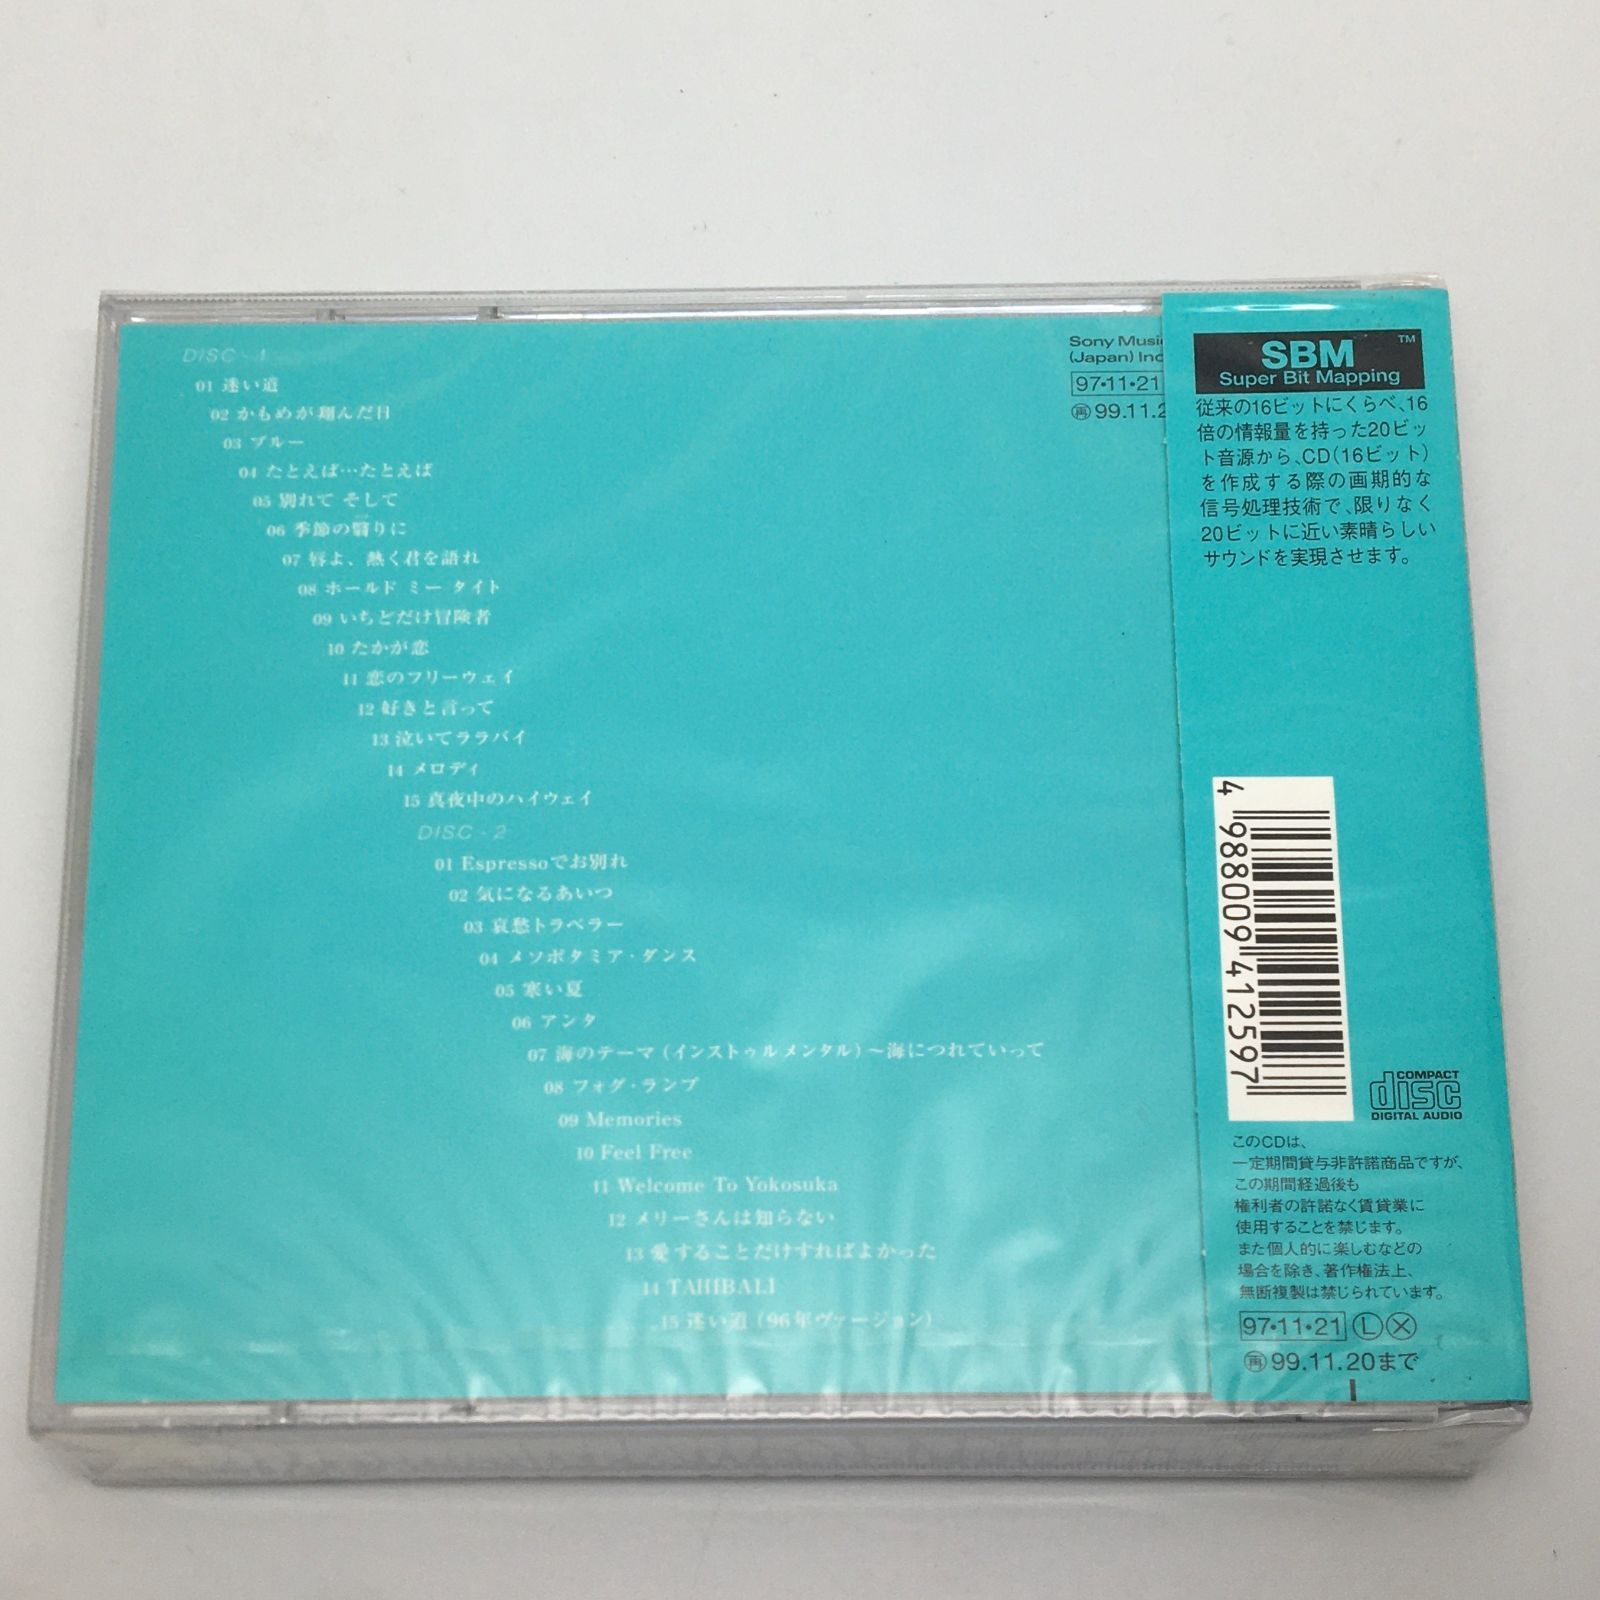 DISC - 1
01 迷い道
02 かもめが翔んだ日
03 ブルー
04 たとえば…たとえば
05 別れて そして
06 季節の翳りに
07 唇よ、熱く君を語れ
08 ホールド ミー タイト
09 いちどだけ冒険者
10 たかが恋
11 恋のフリーウェイ
12 好きと言って
13 泣いてララバイ
14 メロディ
15 真夜中のハイウェイ
DISC - 2
01 Espressoでお別れ
02 気になるあいつ
03 哀愁トラベラー
04 メソポタミア・ダンス
05 寒い夏
06 アンタ
07 海のテーマ(インストゥルメンタル)～海につれていって
08 フォグ・ランプ
09 Memories
10 Feel Free
11 Welcome To Yokosuka
12 メリーさんは知らない
13 愛することだけすればよかった
14 TAHIBALI
15 迷い道(96年ヴァージョン)
Sony Music
(Japan) Inc
97・11・21
再 99.11.2
SBM ™
Super Bit Mapping
従来の16ビットにくらべ、16
倍の情報量を持った20ビッ
ト音源から、CD(16ビット)
を作成する際の画期的な
信号処理技術で、限りなく
20ビットに近い素晴らしい
サウンドを実現させます。
4 988009 412597
COMPACT
disc
DIGITAL AUDIO
このCDは、
一定期間貸与非許諾商品ですが、
この期間経過後も
権利者の許諾なく賃貸業に
使用することを禁じます。
また個人的に楽しむなどの
場合を除き、著作権法上、
無断複製は禁じられています。
97・11・21 L X
再 99.11.20まで